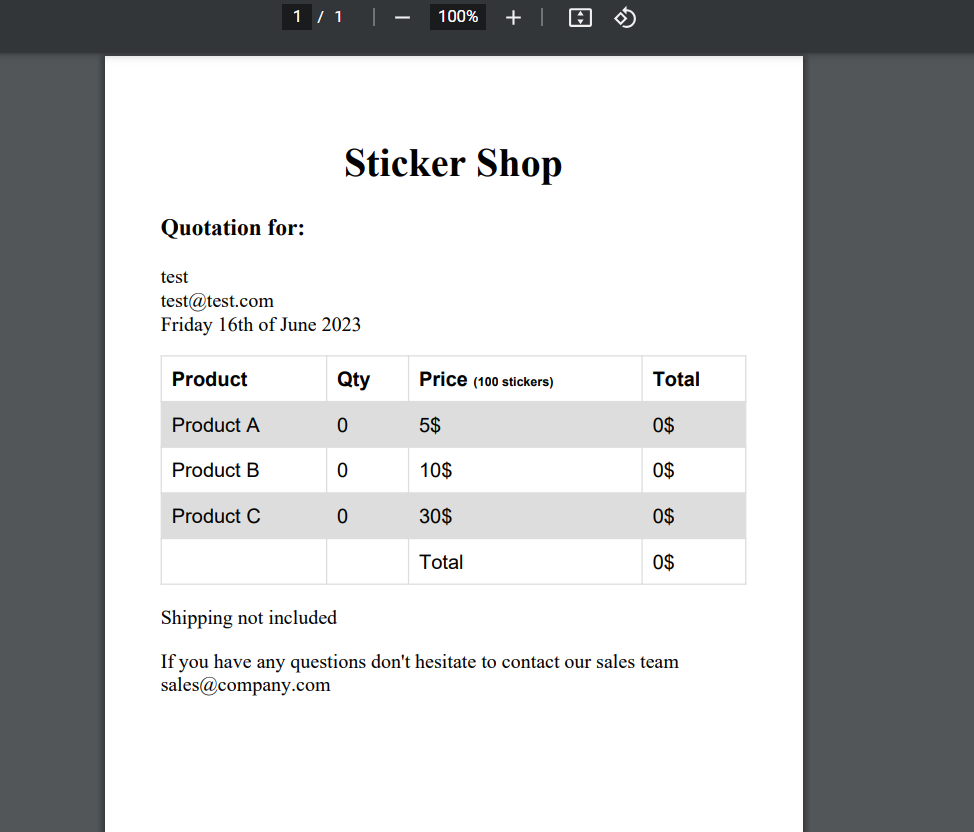 1 / 1 100%
Sticker Shop
Quotation for:
test
test@test.com
Friday 16th of June 2023
Product Qty Price (100 stickers) Total
Product A 0 5$ 0$
Product B 0 10$ 0$
Product C 0 30$ 0$
Total 0$
Shipping not included
If you have any questions don't hesitate to contact our sales team
sales@company.com